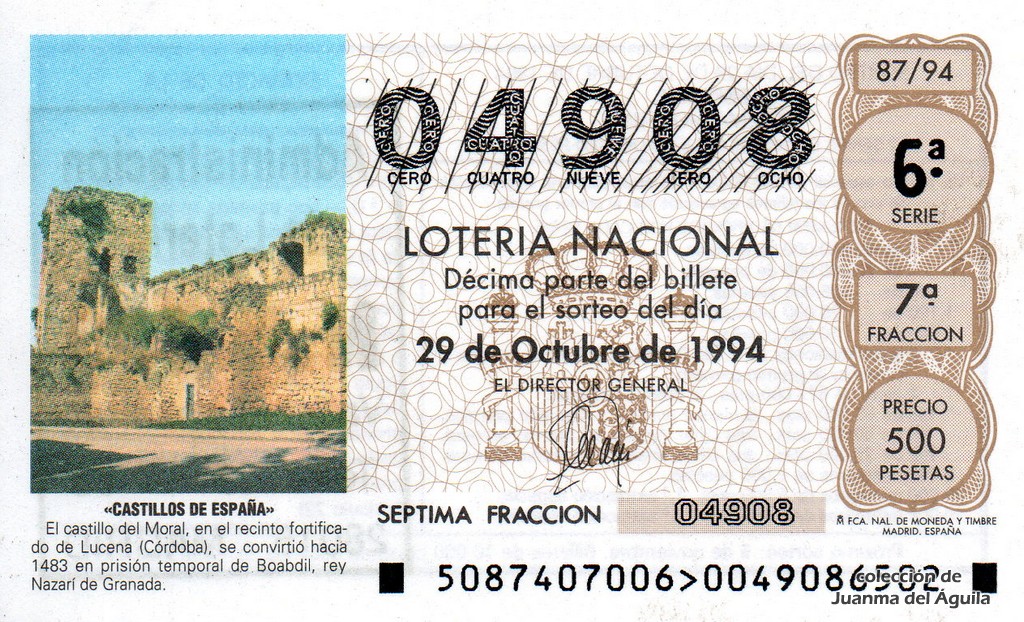 87/94
04908
CERO CUATRO NUEVE CERO OCHO
6ª
SERIE
LOTERIA NACIONAL
Décima parte del billete
para el sorteo del día
29 de Octubre de 1994
EL DIRECTOR GENERAL
7ª
FRACCION
PRECIO
500
PESETAS
«CASTILLOS DE ESPAÑA»
El castillo del Moral, en el recinto fortifica-
do de Lucena (Córdoba), se convirtió hacia
1483 en prisión temporal de Boabdil, rey
Nazarí de Granada.
SEPTIMA FRACCION 04908
FCA. NAL. DE MONEDA Y TIMBRE
MADRID. ESPAÑA
5087407006>0049086502
colección de
Juanma del Águila